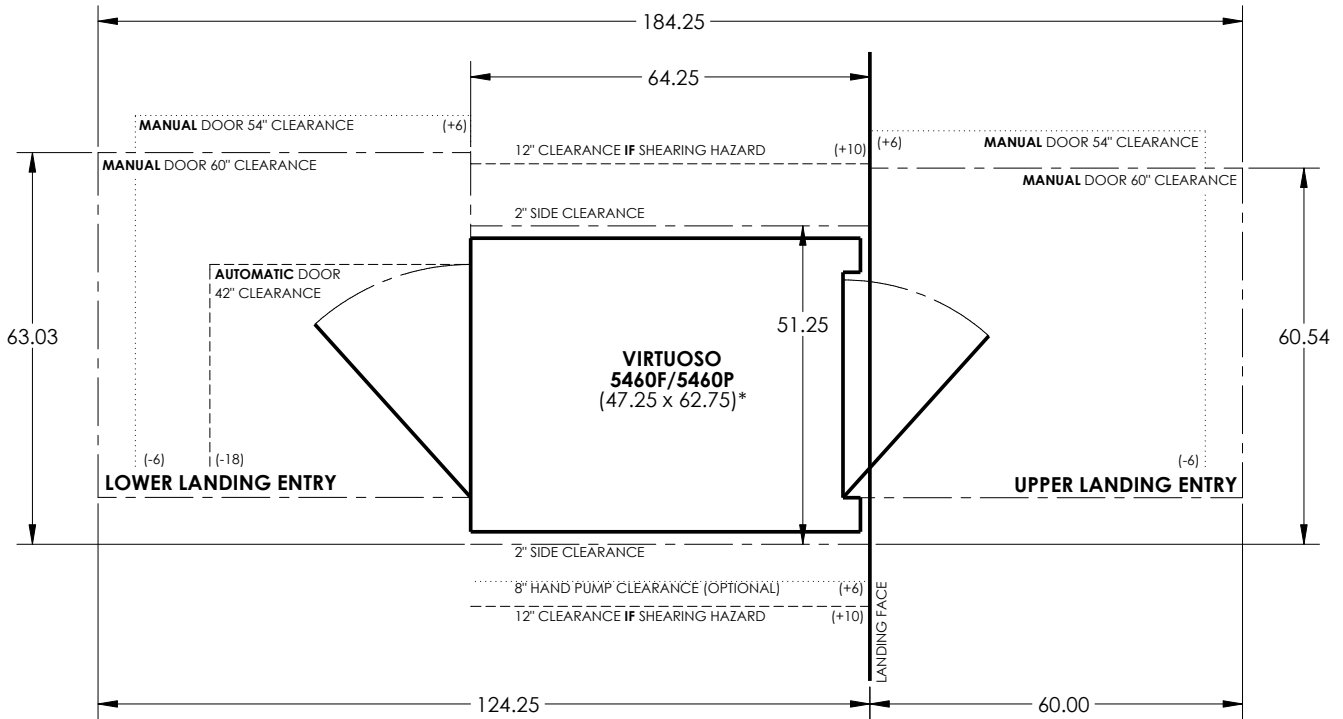 184.25
64.25
MANUAL DOOR 54" CLEARANCE (+6)
MANUAL DOOR 60" CLEARANCE
12" CLEARANCE IF SHEARING HAZARD (+10)
(+6)
MANUAL DOOR 54" CLEARANCE
MANUAL DOOR 60" CLEARANCE
2" SIDE CLEARANCE
AUTOMATIC DOOR
42" CLEARANCE
63.03
51.25
60.54
VIRTUOSO
5460F/5460P
(47.25 x 62.75)*
(-6)
(-18)
(-6)
LOWER LANDING ENTRY
UPPER LANDING ENTRY
2" SIDE CLEARANCE
8" HAND PUMP CLEARANCE (OPTIONAL) (+6)
12" CLEARANCE IF SHEARING HAZARD (+10)
LANDING FACE
124.25
60.00